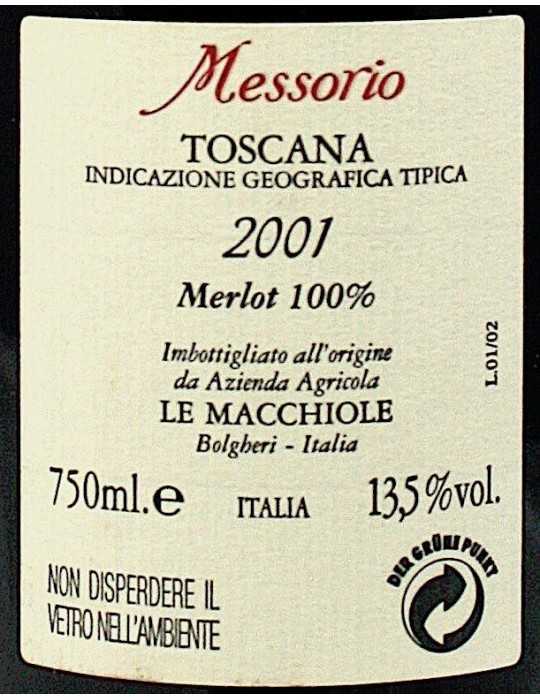 Messorio
TOSCANA
INDICAZIONE GEOGRAFICA TIPICA
2001
Merlot 100%
Imbottigliato all'origine
da Azienda Agricola
LE MACCHIOLE
Bolgheri - Italia
L.01/02
750ml.e ITALIA 13,5%vol.
NON DISPERDERE IL
VETRO NELL'AMBIENTE
DER GRÜNE PUNKT